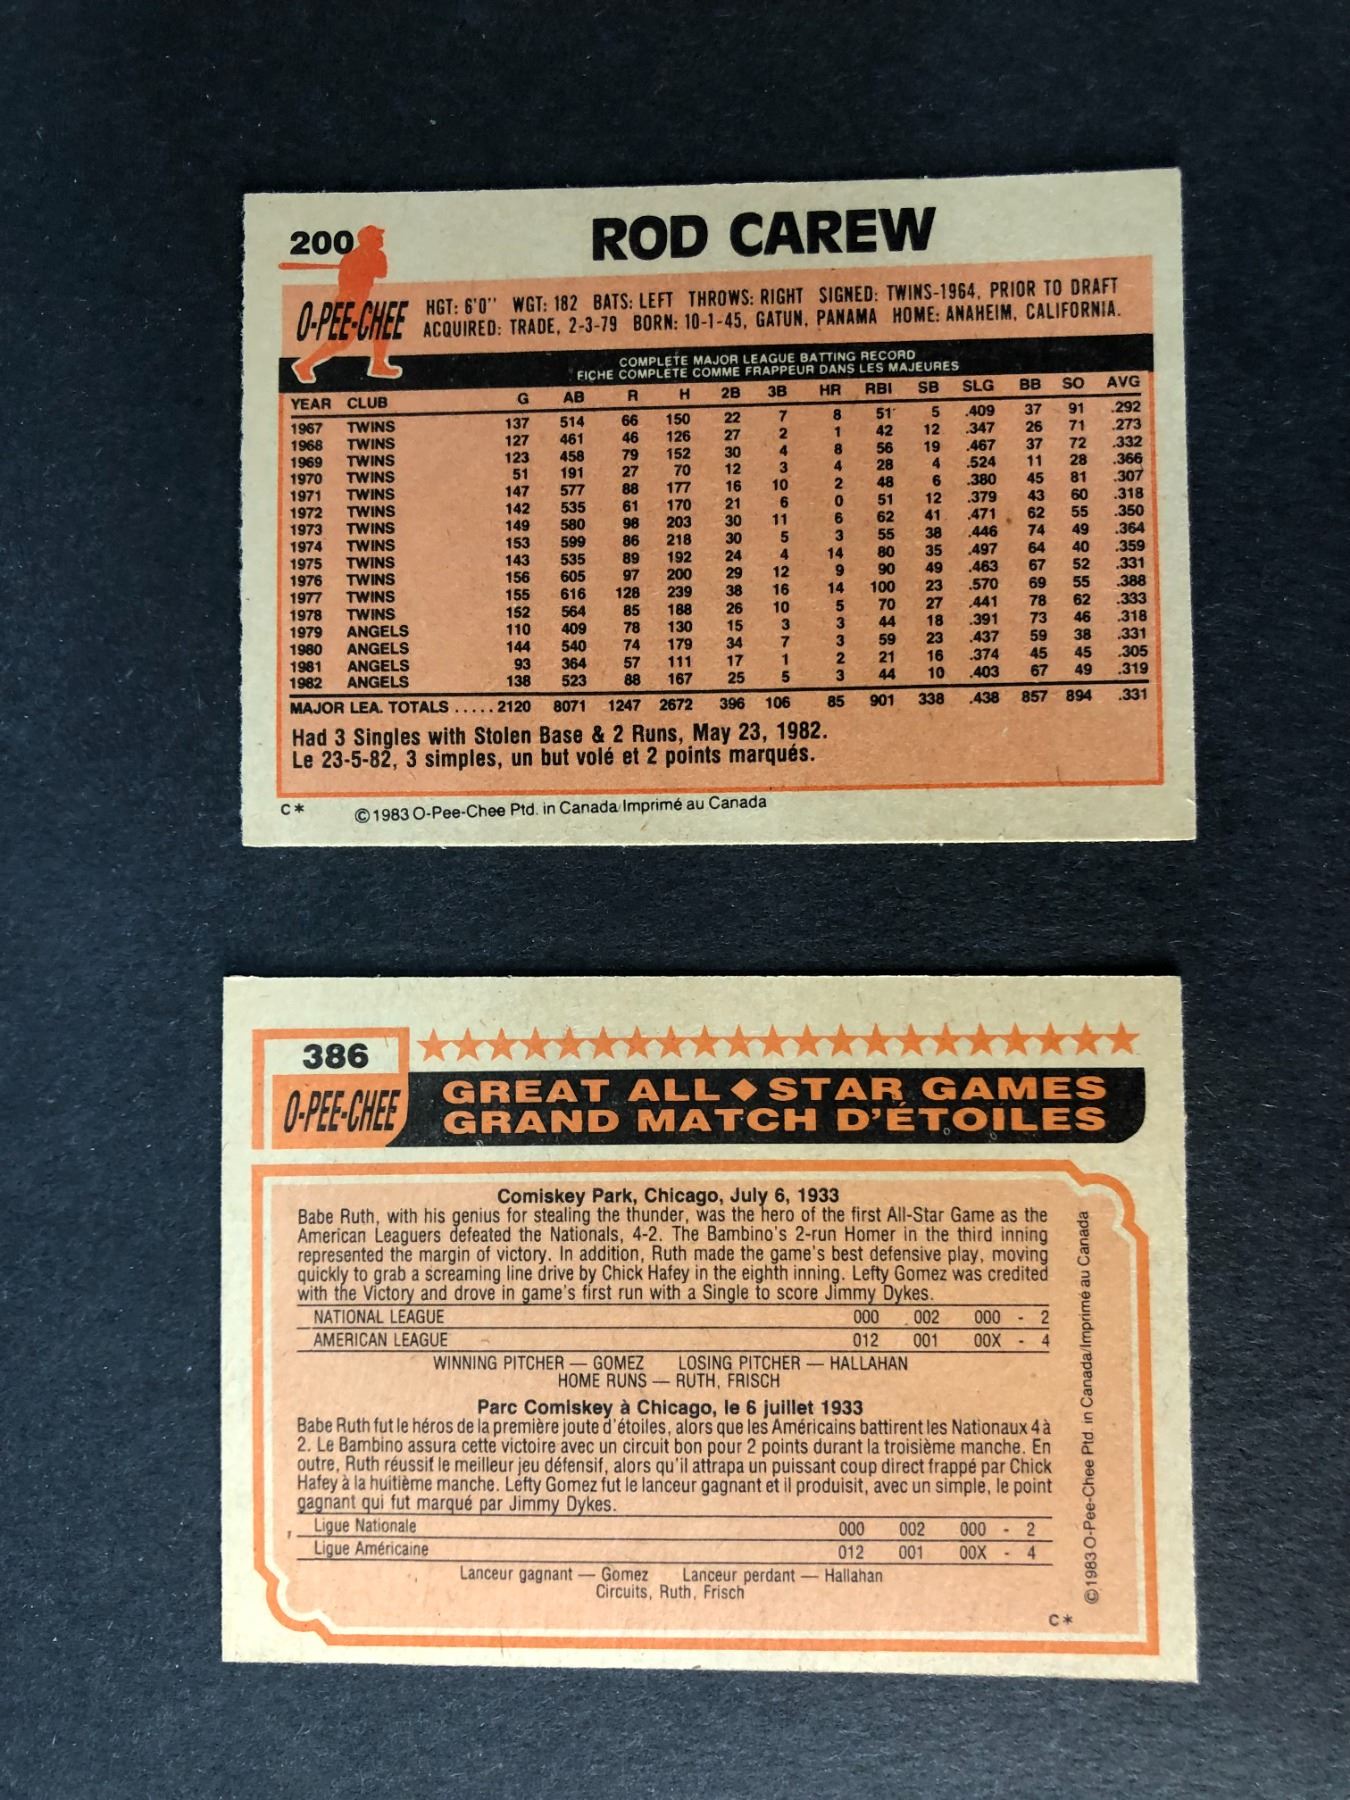 200
ROD CAREW
O-PEE-CHEE
HGT: 6'0" WGT: 182 BATS: LEFT THROWS: RIGHT SIGNED: TWINS-1964, PRIOR TO DRAFT
ACQUIRED: TRADE, 2-3-79 BORN: 10-1-45, GATUN, PANAMA HOME: ANAHEIM, CALIFORNIA.
COMPLETE MAJOR LEAGUE BATTING RECORD
FICHE COMPLÈTE COMME FRAPPEUR DANS LES MAJEURES
YEAR CLUB G AB R H 2B 3B HR RBI SB SLG BB SO AVG
1967 TWINS 137 514 66 150 22 7 8 51 5 .409 37 91 .292
1968 TWINS 127 461 46 126 27 2 1 42 12 .347 26 71 .273
1969 TWINS 123 458 79 152 30 4 8 56 19 .467 37 72 .332
1970 TWINS 51 191 27 70 12 3 4 28 4 .524 11 28 .366
1971 TWINS 147 577 88 177 16 10 2 48 6 .380 45 81 .307
1972 TWINS 142 535 61 170 21 6 0 51 12 .379 43 60 .318
1973 TWINS 149 580 98 203 30 11 6 62 41 .471 62 55 .350
1974 TWINS 153 599 86 218 30 5 3 55 38 .446 74 49 .364
1975 TWINS 143 535 89 192 24 4 14 80 35 .497 64 40 .359
1976 TWINS 156 605 97 200 29 12 9 90 49 .463 67 52 .331
1977 TWINS 155 616 128 239 38 16 14 100 23 .570 69 55 .388
1978 TWINS 152 564 85 188 26 10 5 70 27 .441 78 62 .333
1979 ANGELS 110 409 78 130 15 3 3 44 18 .391 73 46 .318
1980 ANGELS 144 540 74 179 34 7 3 59 23 .437 59 38 .331
1981 ANGELS 93 364 57 111 17 1 2 21 16 .374 45 45 .305
1982 ANGELS 138 523 88 167 25 5 3 44 10 .403 67 49 .319
MAJOR LEA. TOTALS ..... 2120 8071 1247 2672 396 106 85 901 338 .438 857 894 .331
Had 3 Singles with Stolen Base & 2 Runs, May 23, 1982.
Le 23-5-82, 3 simples, un but volé et 2 points marqués.
C* ©1983 O-Pee-Chee Ptd. in Canada/Imprimé au Canada
386
O-PEE-CHEE
GREAT ALL◆STAR GAMES
GRAND MATCH D'ÉTOILES
Comiskey Park, Chicago, July 6, 1933
Babe Ruth, with his genius for stealing the thunder, was the hero of the first All-Star Game as the
American Leaguers defeated the Nationals, 4-2. The Bambino's 2-run Homer in the third inning
represented the margin of victory. In addition, Ruth made the game's best defensive play, moving
quickly to grab a screaming line drive by Chick Hafey in the eighth inning. Lefty Gomez was credited
with the Victory and drove in game's first run with a Single to score Jimmy Dykes.
NATIONAL LEAGUE 000 002 000 - 2
AMERICAN LEAGUE 012 001 00X - 4
WINNING PITCHER — GOMEZ LOSING PITCHER — HALLAHAN
HOME RUNS — RUTH, FRISCH
Parc Comiskey à Chicago, le 6 juillet 1933
Babe Ruth fut le héros de la première joute d'étoiles, alors que les Américains battirent les Nationaux 4 à
2. Le Bambino assura cette victoire avec un circuit bon pour 2 points durant la troisième manche. En
outre, Ruth réussit le meilleur jeu défensif, alors qu'il attrapa un puissant coup direct frappé par Chick
Hafey à la huitième manche. Lefty Gomez fut le lanceur gagnant et il produisit, avec un simple, le point
gagnant qui fut marqué par Jimmy Dykes.
Ligue Nationale 000 002 000 - 2
Ligue Américaine 012 001 00X - 4
Lanceur gagnant — Gomez Lanceur perdant — Hallahan
Circuits, Ruth, Frisch
C*
©1983 O-Pee-Chee Ptd. in Canada/Imprimé au Canada